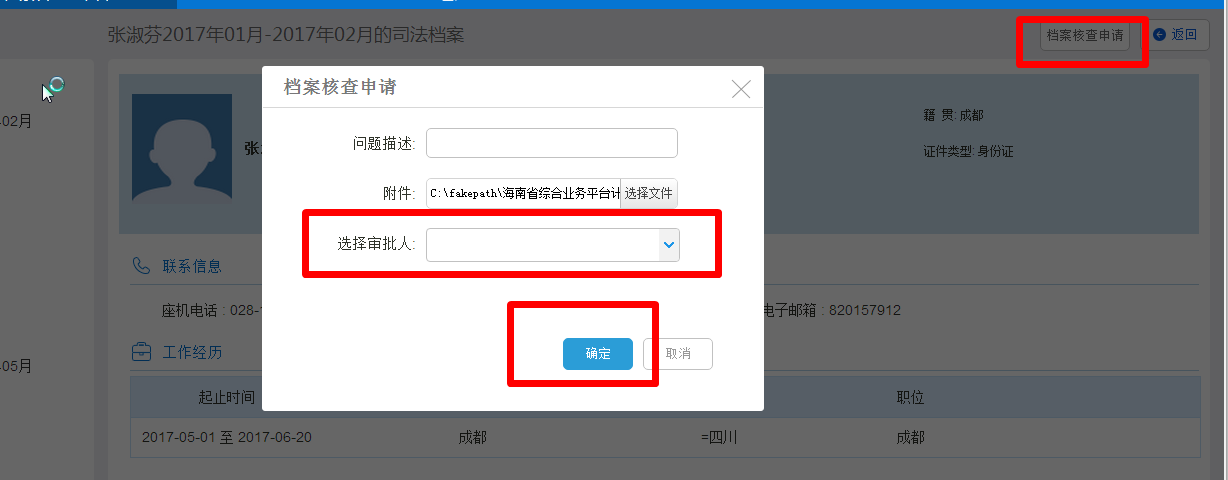 张淑芬2017年01月-2017年02月的司法档案
档案核查申请
返回
02月
档案核查申请
籍 贯: 成都
问题描述:
张
证件类型: 身份证
附件: C:\fakepath\海南省综合业务平台计 选择文件
选择审批人:
联系信息
座机电话 : 028-
电子邮箱 : 820157912
确定 取消
工作经历
05月
起止时间 职位
2017-05-01 至 2017-06-20 成都 =四川 成都